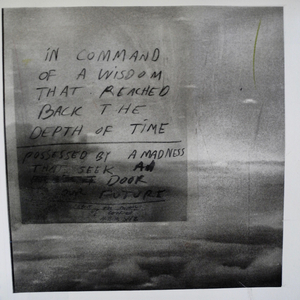 IN COMMAND
OF A WISDOM
THAT REACHED
BACK THE
DEPTH OF TIME
POSSESSED BY A MADNESS
THAT SEEK A
DOOR
FUTURE